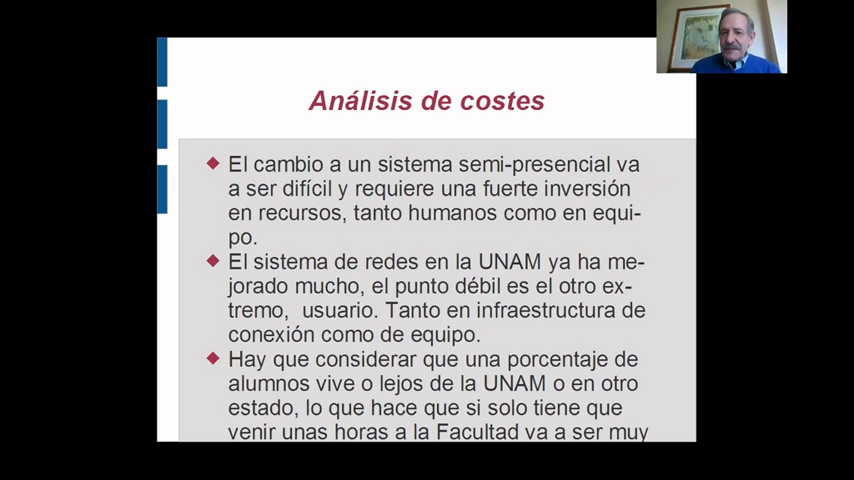 Análisis de costes
El cambio a un sistema semi-presencial va
a ser difícil y requiere una fuerte inversión
en recursos, tanto humanos como en equi-
po.
El sistema de redes en la UNAM ya ha me-
jorado mucho, el punto débil es el otro ex-
tremo, usuario. Tanto en infraestructura de
conexión como de equipo.
Hay que considerar que una porcentaje de
alumnos vive o lejos de la UNAM o en otro
estado, lo que hace que si solo tiene que
venir unas horas a la Facultad va a ser muy